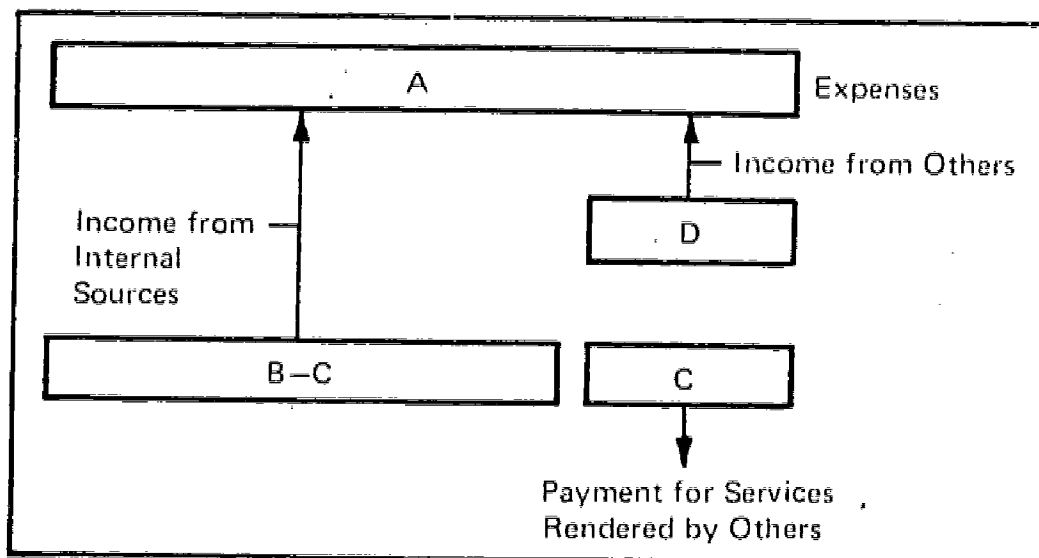 A
Expenses
Income from Others
D
Income from
Internal
Sources
B–C
C
Payment for Services
Rendered by Others